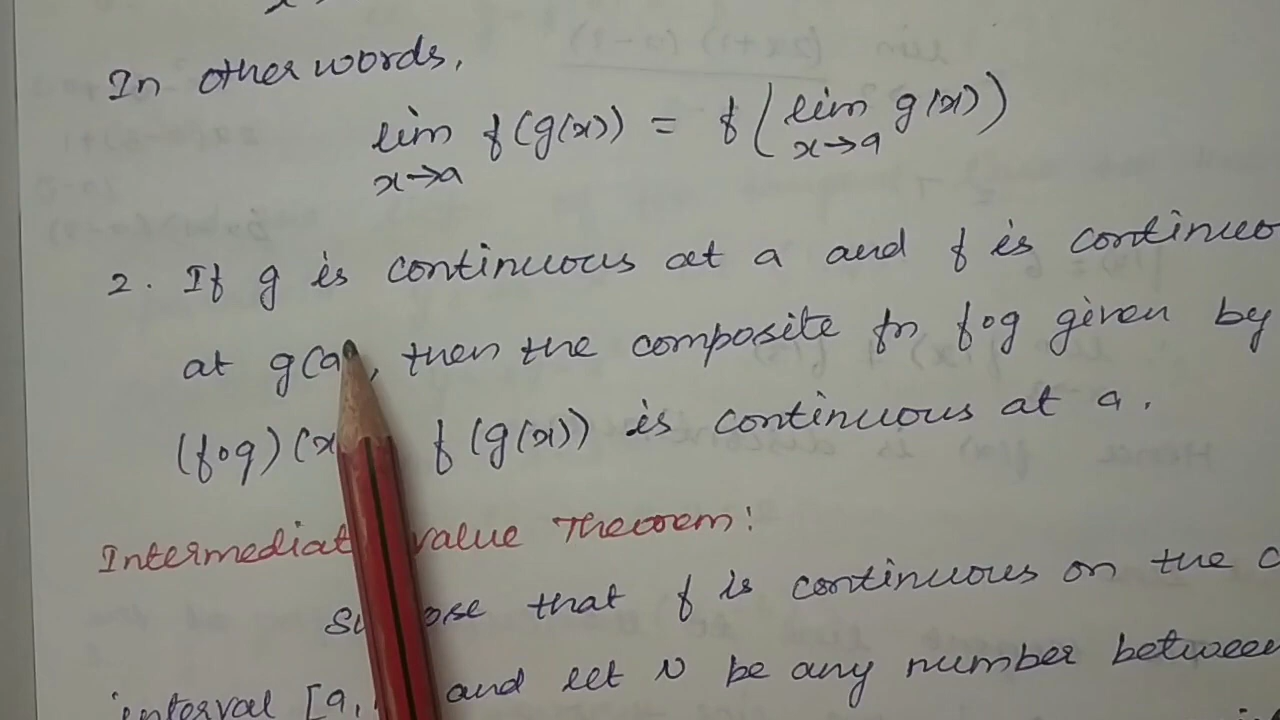 In other words,
lim f(g(x)) = f(lim g(x))
x→a x→a
2. If g is continuous at a and f is continuo
at g(a , then the composite fn fog given by
(fog)(x f(g(x)) is continuous at a.
Intermediat value Theorem:
Su ose that f is continuous on the c
interval [a, and let N be any number between